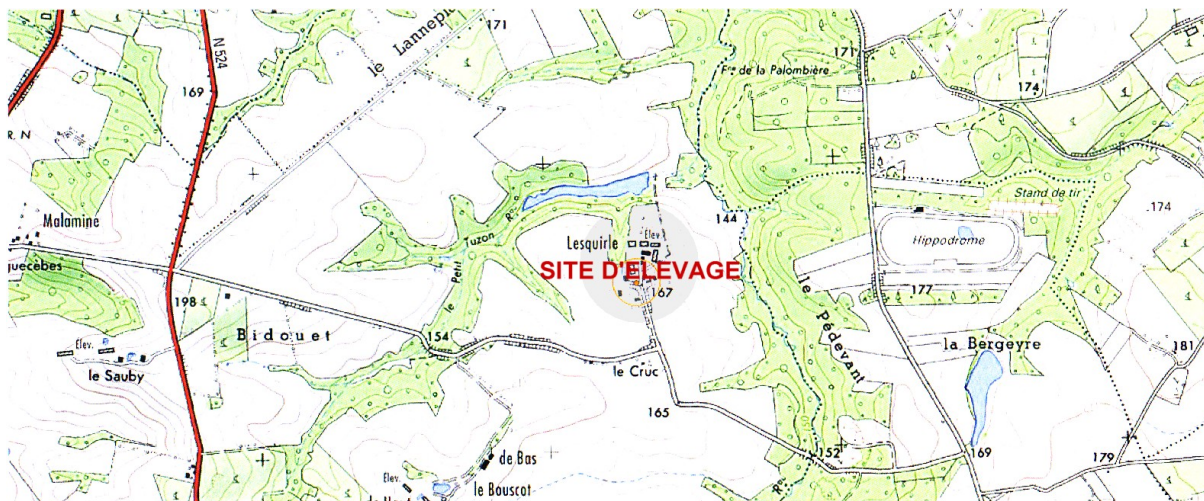 N 524
le Lannepl
171
171
Fᵉ de la Palombière
174
169
R. N
Stand de tir
174
Malamine
Rᵃᵘ
144
Lesquirle
Élev.
Hippodrome
guecèbes
le Petit Tuzon
SITE D'ELEVAGE
167
177
198
Bidouet
le Pédevant
154
la Bergeyre
181
Élev.
le Sauby
le Cruc
165
152
169
179
de Bas
Élev.
le Bouscot